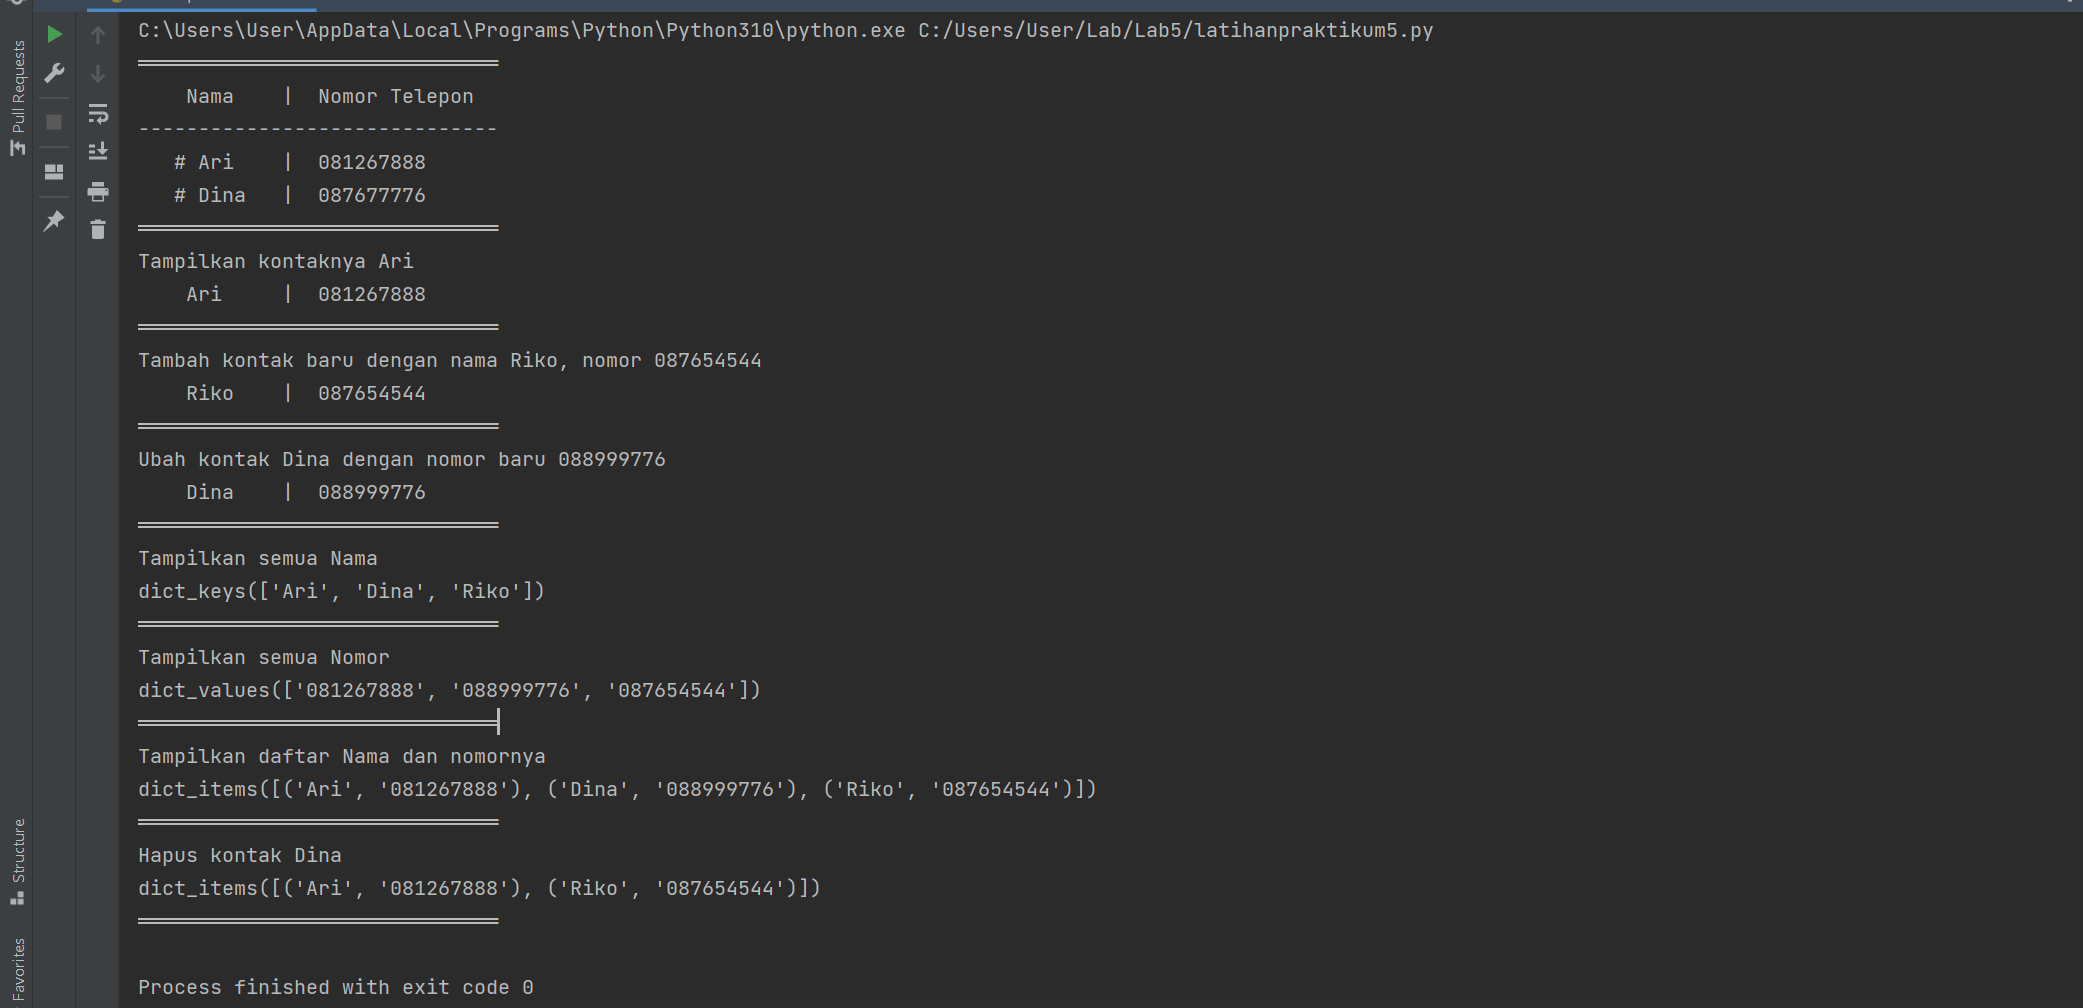 C:\Users\User\AppData\Local\Programs\Python\Python310\python.exe C:/Users/User/Lab/Lab5/latihanpraktikum5.py
==============================
    Nama    |  Nomor Telepon
------------------------------
   # Ari    |  081267888
   # Dina   |  087677776
==============================
Tampilkan kontaknya Ari
    Ari     |  081267888
==============================
Tambah kontak baru dengan nama Riko, nomor 087654544
    Riko    |  087654544
==============================
Ubah kontak Dina dengan nomor baru 088999776
    Dina    |  088999776
==============================
Tampilkan semua Nama
dict_keys(['Ari', 'Dina', 'Riko'])
==============================
Tampilkan semua Nomor
dict_values(['081267888', '088999776', '087654544'])
==============================
Tampilkan daftar Nama dan nomornya
dict_items([('Ari', '081267888'), ('Dina', '088999776'), ('Riko', '087654544')])
==============================
Hapus kontak Dina
dict_items([('Ari', '081267888'), ('Riko', '087654544')])
==============================
Process finished with exit code 0
Pull Requests
Structure
Favorites